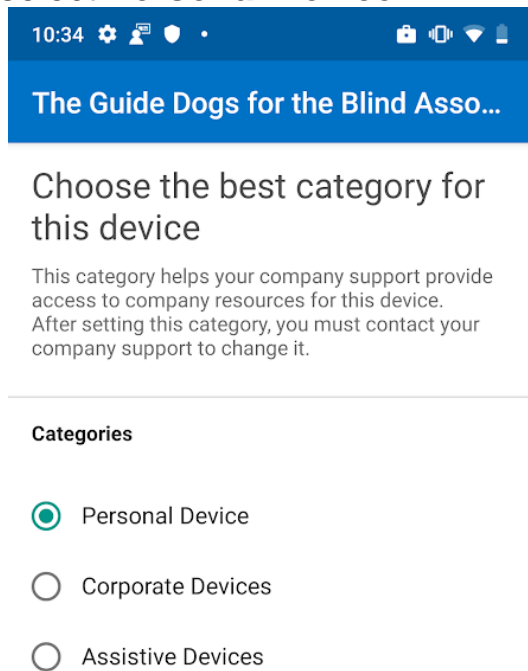 10:34
The Guide Dogs for the Blind Asso...
Choose the best category for
this device
This category helps your company support provide
access to company resources for this device.
After setting this category, you must contact your
company support to change it.
Categories
Personal Device
Corporate Devices
Assistive Devices